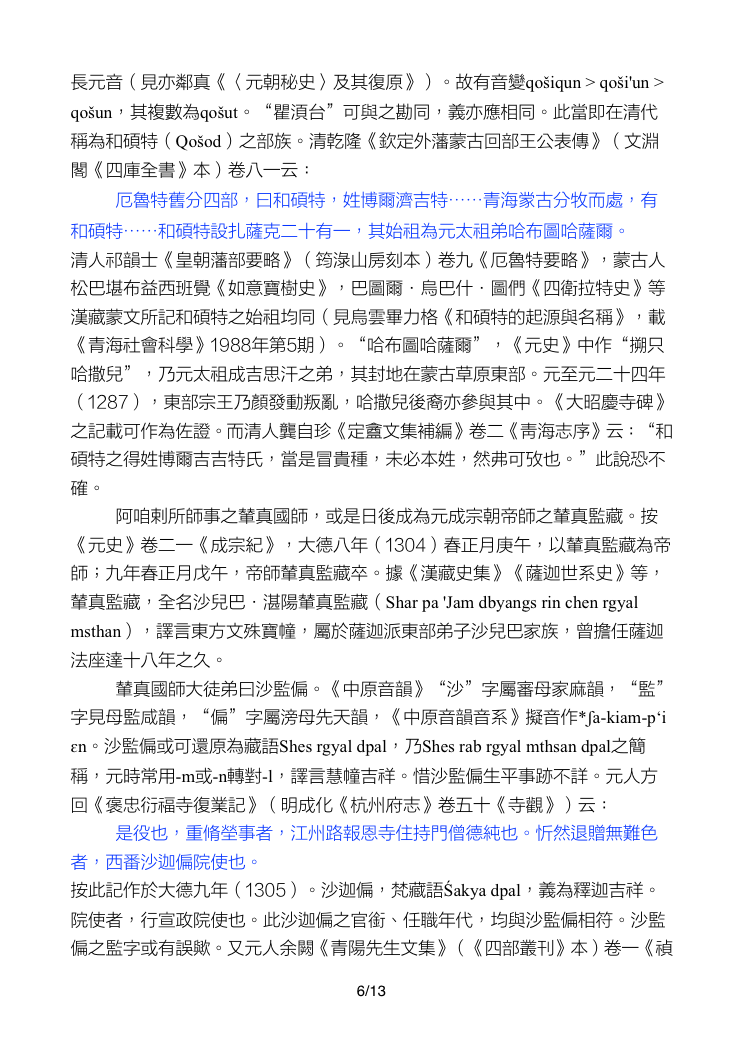 長元音（見亦鄰真《〈元朝秘史〉及其復原》）。故有音變qošiqun > qoši'un >
qošun，其複數為qošut。“瞿湏台”可與之勘同，義亦應相同。此當即在清代
稱為和碩特（Qošod）之部族。清乾隆《欽定外藩蒙古回部王公表傳》（文淵
閣《四庫全書》本）卷八一云：
厄魯特舊分四部，曰和碩特，姓博爾濟吉特……青海蒙古分牧而處，有
和碩特……和碩特設扎薩克二十有一，其始祖為元太祖弟哈布圖哈薩爾。
清人祁韻士《皇朝藩部要略》（筠淥山房刻本）卷九《厄魯特要略》，蒙古人
松巴堪布益西班覺《如意寶樹史》，巴圖爾．烏巴什．圖們《四衛拉特史》等
漢藏蒙文所記和碩特之始祖均同（見烏雲畢力格《和碩特的起源與名稱》，載
《青海社會科學》1988年第5期）。“哈布圖哈薩爾”，《元史》中作“搠只
哈撒兒”，乃元太祖成吉思汗之弟，其封地在蒙古草原東部。元至元二十四年
（1287），東部宗王乃顏發動叛亂，哈撒兒後裔亦參與其中。《大昭慶寺碑》
之記載可作為佐證。而清人龔自珍《定盦文集補編》卷二《靑海志序》云：“和
碩特之得姓博爾吉吉特氏，當是冒貴種，未必本姓，然弗可攷也。”此說恐不
確。
阿咱剌所師事之輦真國師，或是日後成為元成宗朝帝師之輦真監藏。按
《元史》卷二一《成宗紀》，大德八年（1304）春正月庚午，以輦真監藏為帝
師；九年春正月戊午，帝師輦真監藏卒。據《漢藏史集》《薩迦世系史》等，
輦真監藏，全名沙兒巴．湛陽輦真監藏（Shar pa 'Jam dbyangs rin chen rgyal
msthan），譯言東方文殊寶幢，屬於薩迦派東部弟子沙兒巴家族，曾擔任薩迦
法座達十八年之久。
輦真國師大徒弟曰沙監偏。《中原音韻》“沙”字屬審母家麻韻，“監”
字見母監咸韻，“偏”字屬滂母先天韻，《中原音韻音系》擬音作*ʃa-kiam-p‘i
ɛn。沙監偏或可還原為藏語Shes rgyal dpal，乃Shes rab rgyal mthsan dpal之簡
稱，元時常用-m或-n轉對-l，譯言慧幢吉祥。惜沙監偏生平事跡不詳。元人方
回《褒忠衍福寺復業記》（明成化《杭州府志》卷五十《寺觀》）云：
是役也，重脩塋事者，江州路報恩寺住持門僧德純也。忻然退贈無難色
者，西番沙迦偏院使也。
按此記作於大德九年（1305）。沙迦偏，梵藏語Śakya dpal，義為釋迦吉祥。
院使者，行宣政院使也。此沙迦偏之官銜、任職年代，均與沙監偏相符。沙監
偏之監字或有誤歟。又元人余闕《青陽先生文集》（《四部叢刊》本）卷一《禎
6/13